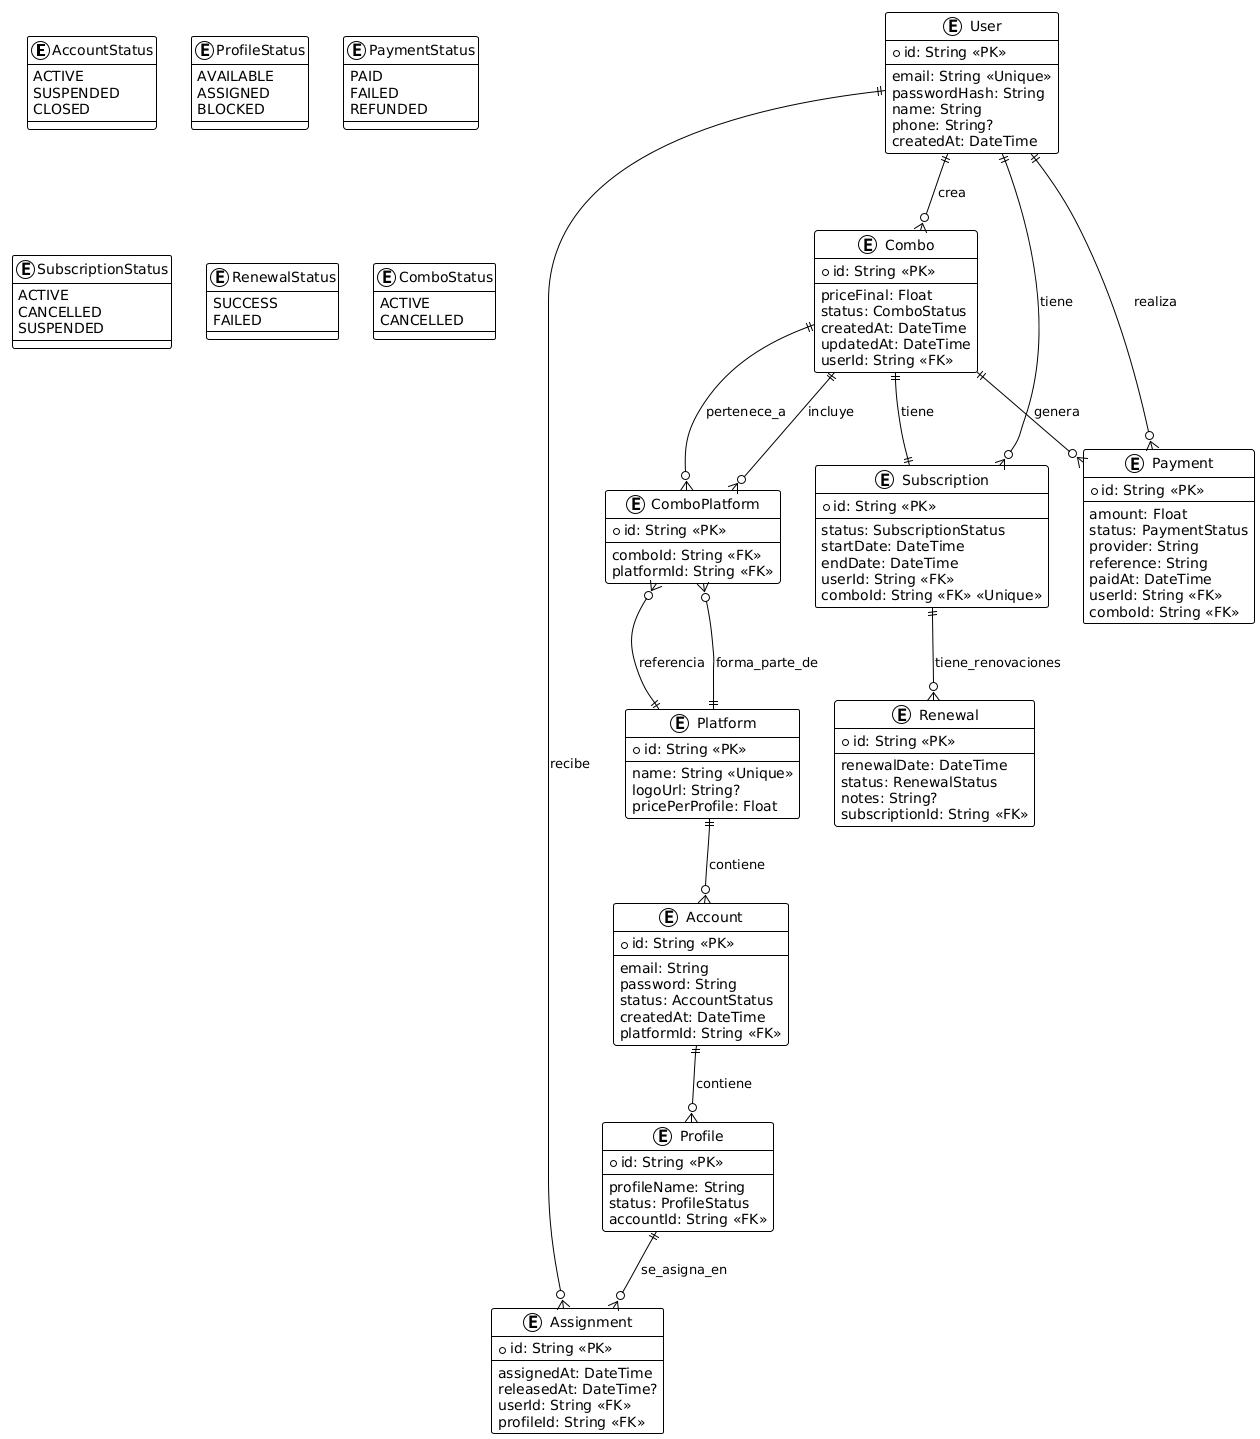 E AccountStatus
ACTIVE
SUSPENDED
CLOSED
E ProfileStatus
AVAILABLE
ASSIGNED
BLOCKED
E PaymentStatus
PAID
FAILED
REFUNDED
E User
id: String «PK»
email: String «Unique»
passwordHash: String
name: String
phone: String?
createdAt: DateTime
crea
E SubscriptionStatus
ACTIVE
CANCELLED
SUSPENDED
E RenewalStatus
SUCCESS
FAILED
E ComboStatus
ACTIVE
CANCELLED
E Combo
id: String «PK»
priceFinal: Float
status: ComboStatus
createdAt: DateTime
updatedAt: DateTime
userId: String «FK»
tiene
realiza
pertenece_a
incluye
tiene
genera
E ComboPlatform
id: String «PK»
comboId: String «FK»
platformId: String «FK»
E Subscription
id: String «PK»
status: SubscriptionStatus
startDate: DateTime
endDate: DateTime
userId: String «FK»
comboId: String «FK» «Unique»
E Payment
id: String «PK»
amount: Float
status: PaymentStatus
provider: String
reference: String
paidAt: DateTime
userId: String «FK»
comboId: String «FK»
referencia
forma_parte_de
tiene_renovaciones
E Platform
id: String «PK»
name: String «Unique»
logoUrl: String?
pricePerProfile: Float
E Renewal
id: String «PK»
renewalDate: DateTime
status: RenewalStatus
notes: String?
subscriptionId: String «FK»
recibe
contiene
E Account
id: String «PK»
email: String
password: String
status: AccountStatus
createdAt: DateTime
platformId: String «FK»
contiene
E Profile
id: String «PK»
profileName: String
status: ProfileStatus
accountId: String «FK»
se_asigna_en
E Assignment
id: String «PK»
assignedAt: DateTime
releasedAt: DateTime?
userId: String «FK»
profileId: String «FK»